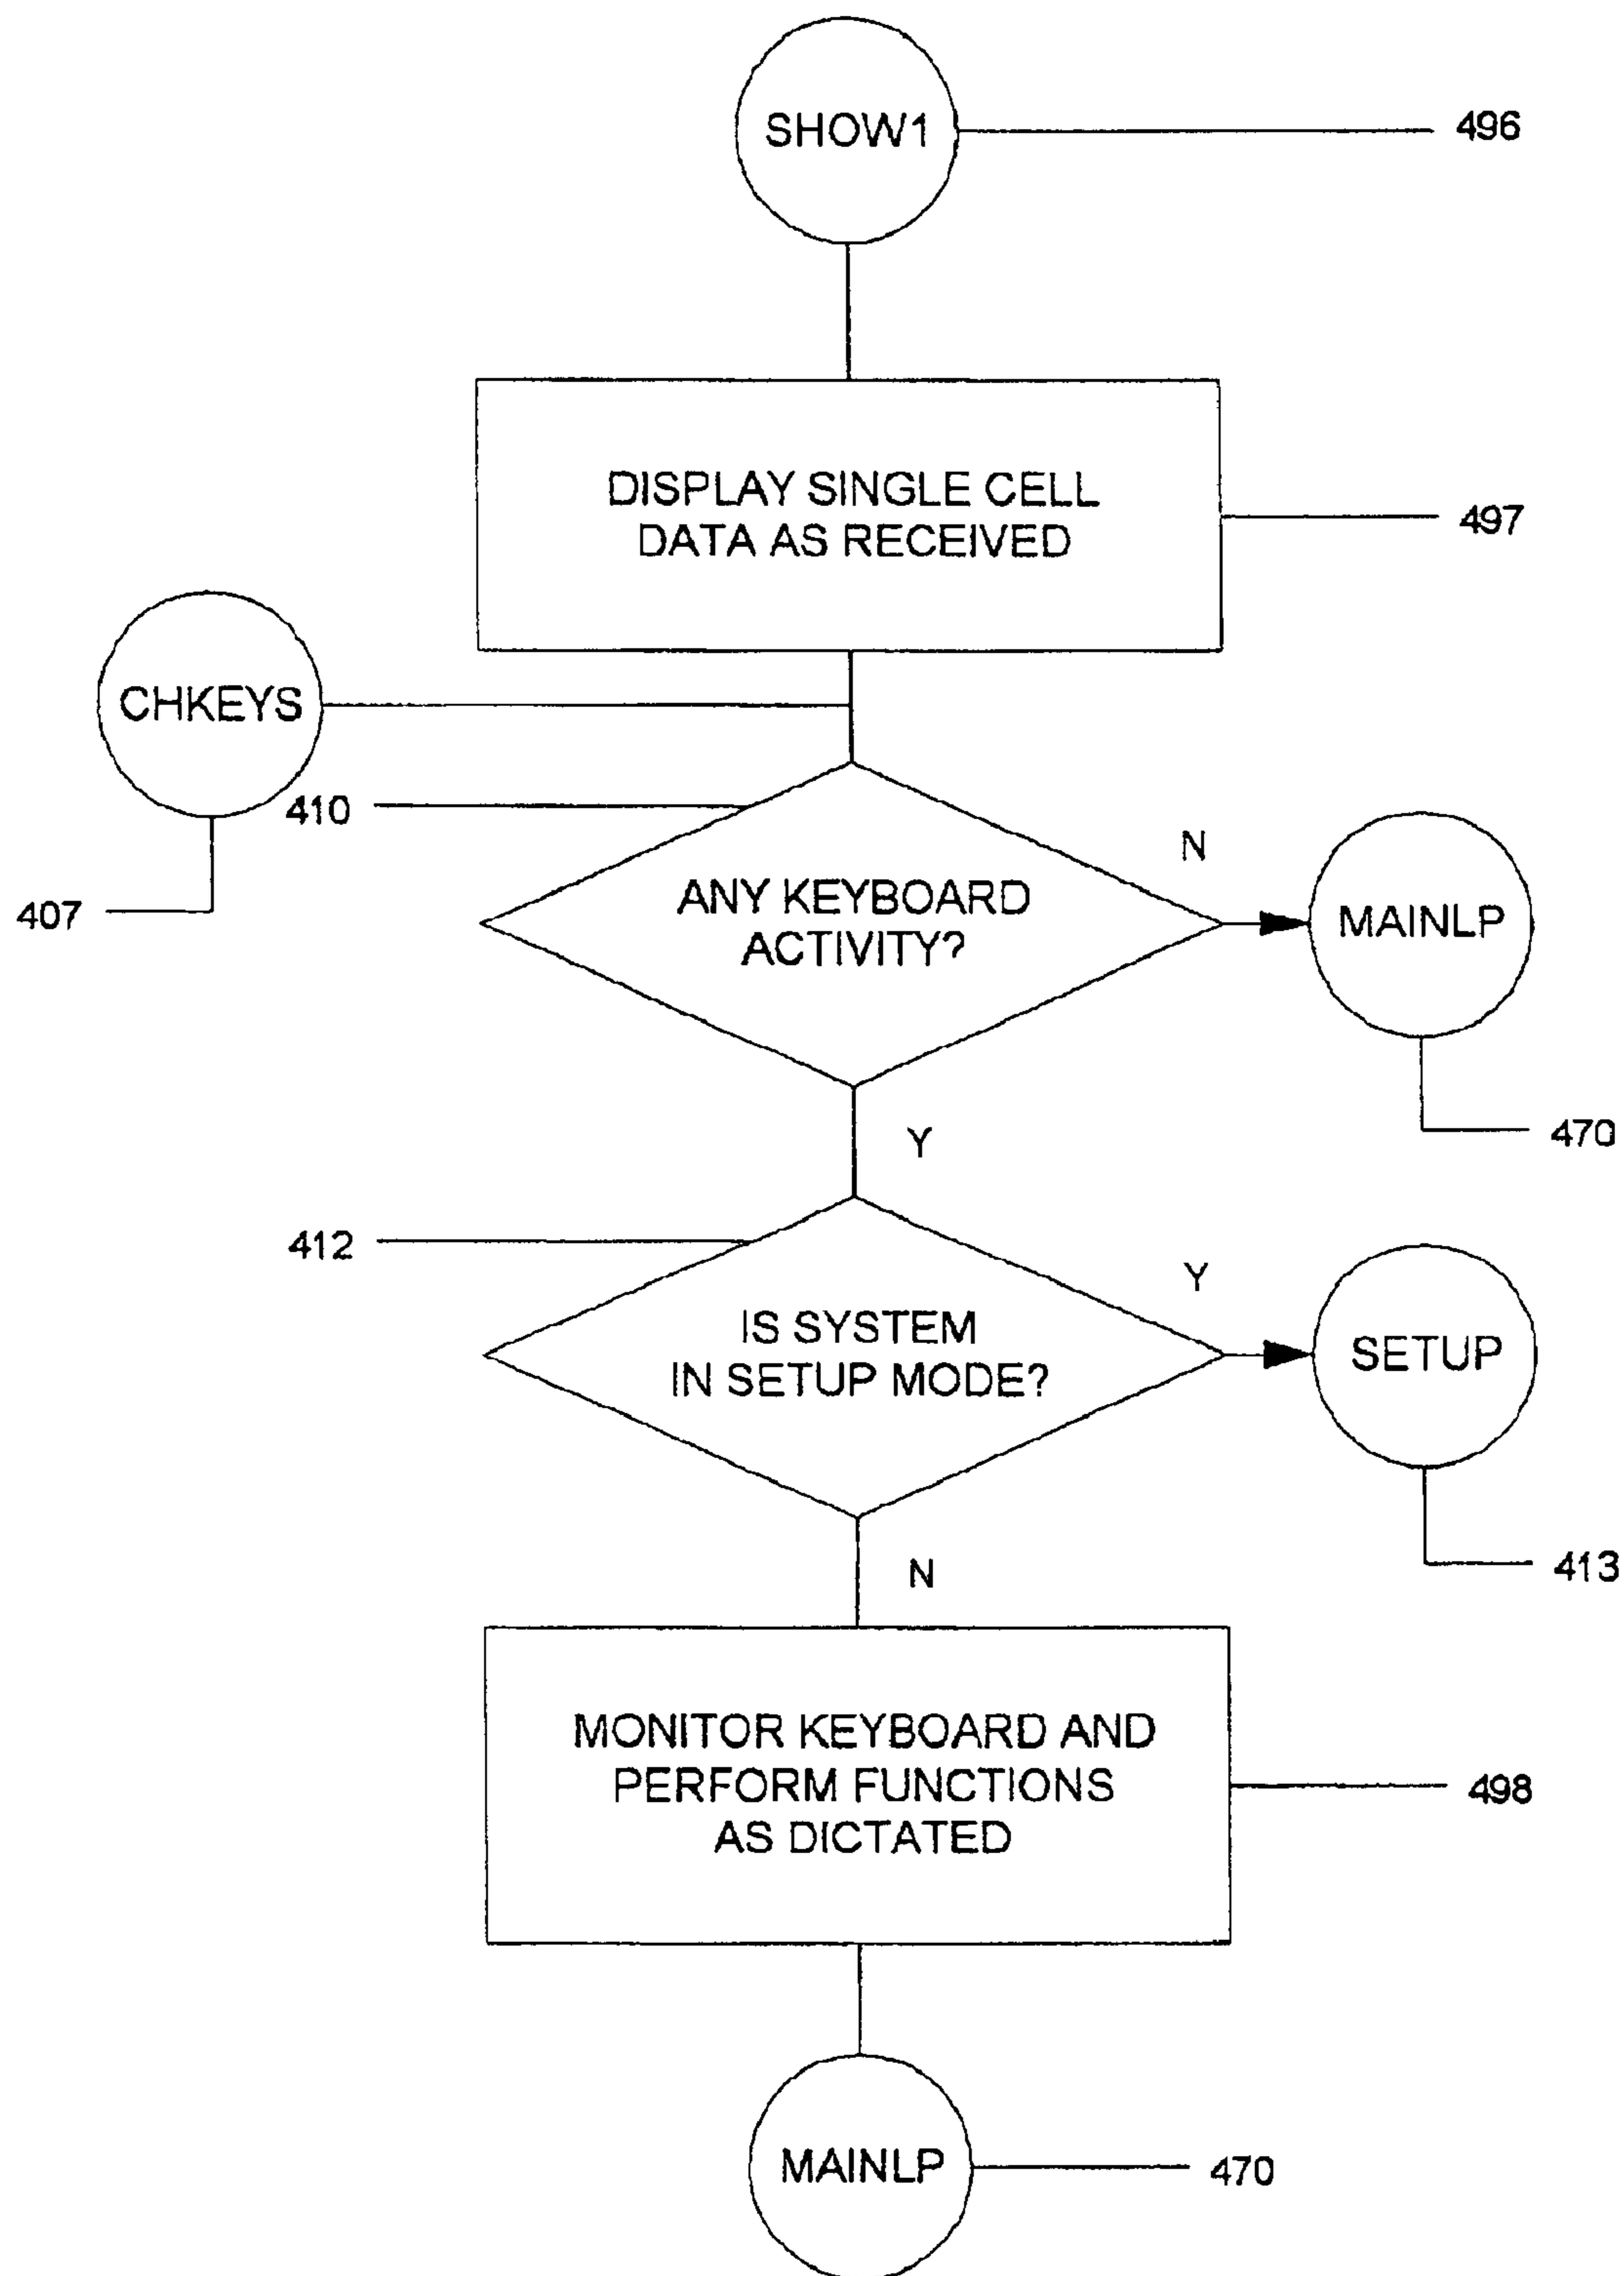 SHOW1
496
DISPLAY SINGLE CELL
DATA AS RECEIVED
497
CHKEYS
407
410
ANY KEYBOARD
ACTIVITY?
N
MAINLP
470
Y
412
IS SYSTEM
IN SETUP MODE?
Y
SETUP
413
N
MONITOR KEYBOARD AND
PERFORM FUNCTIONS
AS DICTATED
498
MAINLP
470